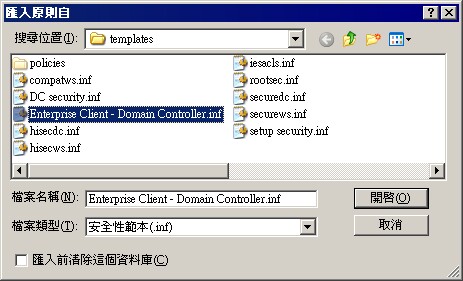 匯入原則自
搜尋位置(I):
templates
policies
compatws.inf
DC security.inf
Enterprise Client - Domain Controller.inf
hisecdc.inf
hisecws.inf
iesacls.inf
rootsec.inf
securedc.inf
securews.inf
setup security.inf
檔案名稱(N):
Enterprise Client - Domain Controller.inf
開啓(O)
檔案類型(T):
安全性範本(.inf)
取消
匯入前清除這個資料庫(C)